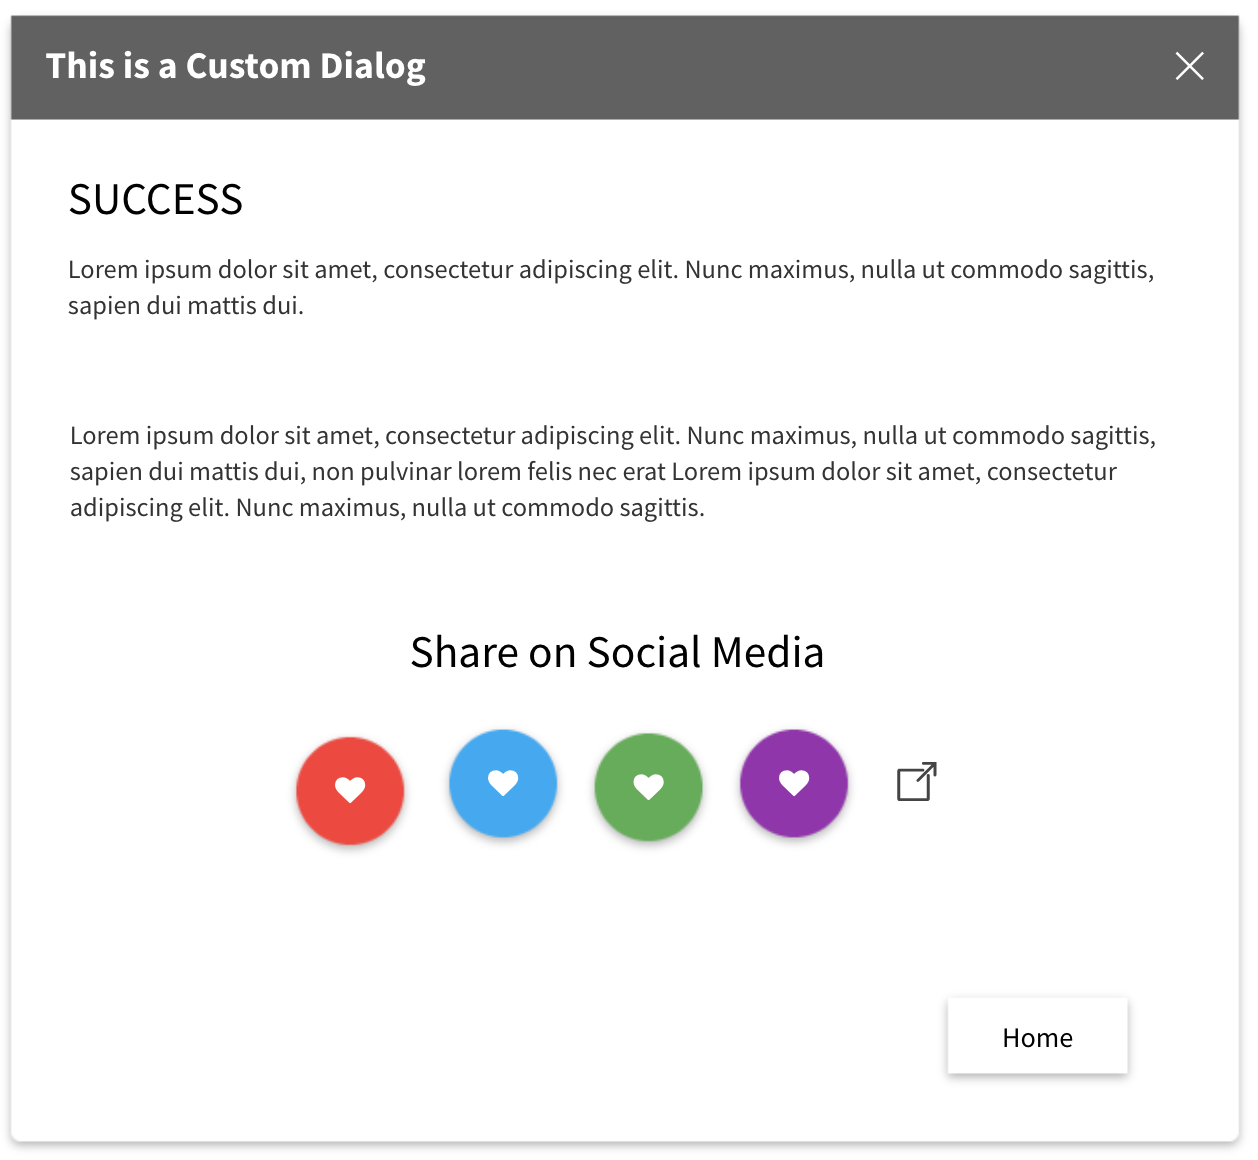 This is a Custom Dialog
SUCCESS
Lorem ipsum dolor sit amet, consectetur adipiscing elit. Nunc maximus, nulla ut commodo sagittis,
sapien dui mattis dui.
Lorem ipsum dolor sit amet, consectetur adipiscing elit. Nunc maximus, nulla ut commodo sagittis,
sapien dui mattis dui, non pulvinar lorem felis nec erat Lorem ipsum dolor sit amet, consectetur
adipiscing elit. Nunc maximus, nulla ut commodo sagittis.
Share on Social Media
Home